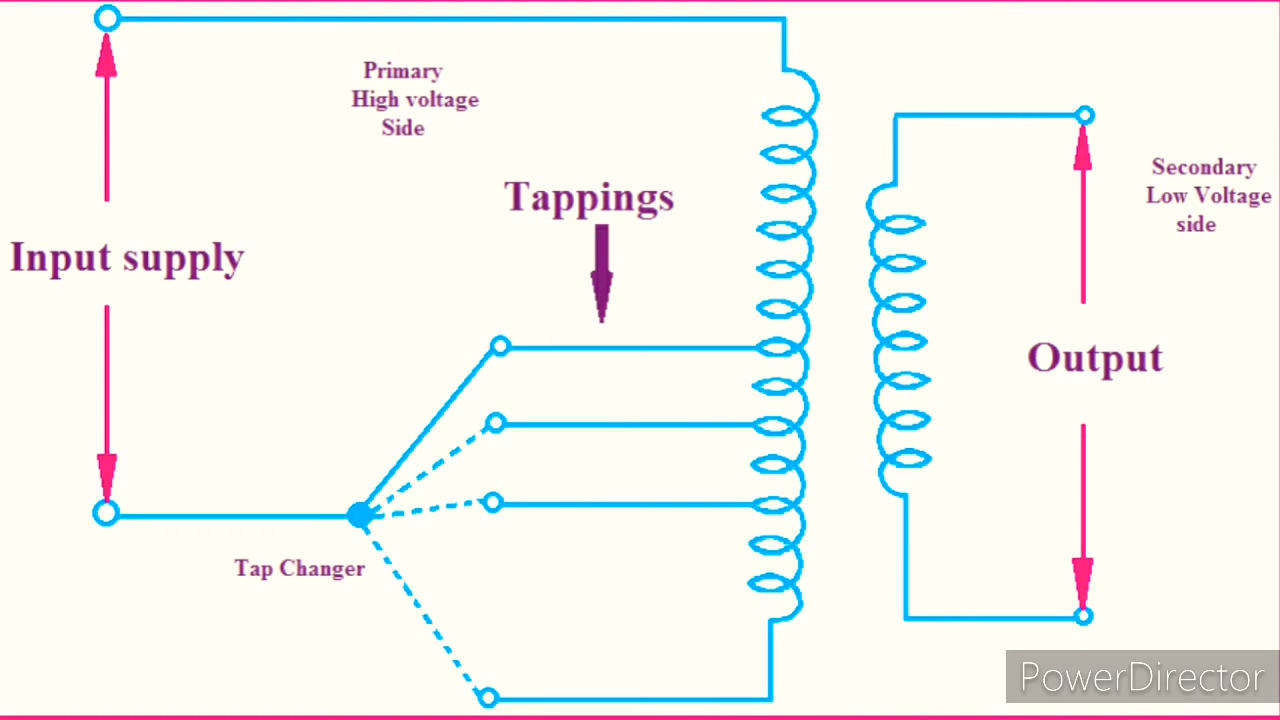 Primary
High voltage
Side
Tappings
Input supply
Secondary
Low Voltage
side
Output
Tap Changer
PowerDirector